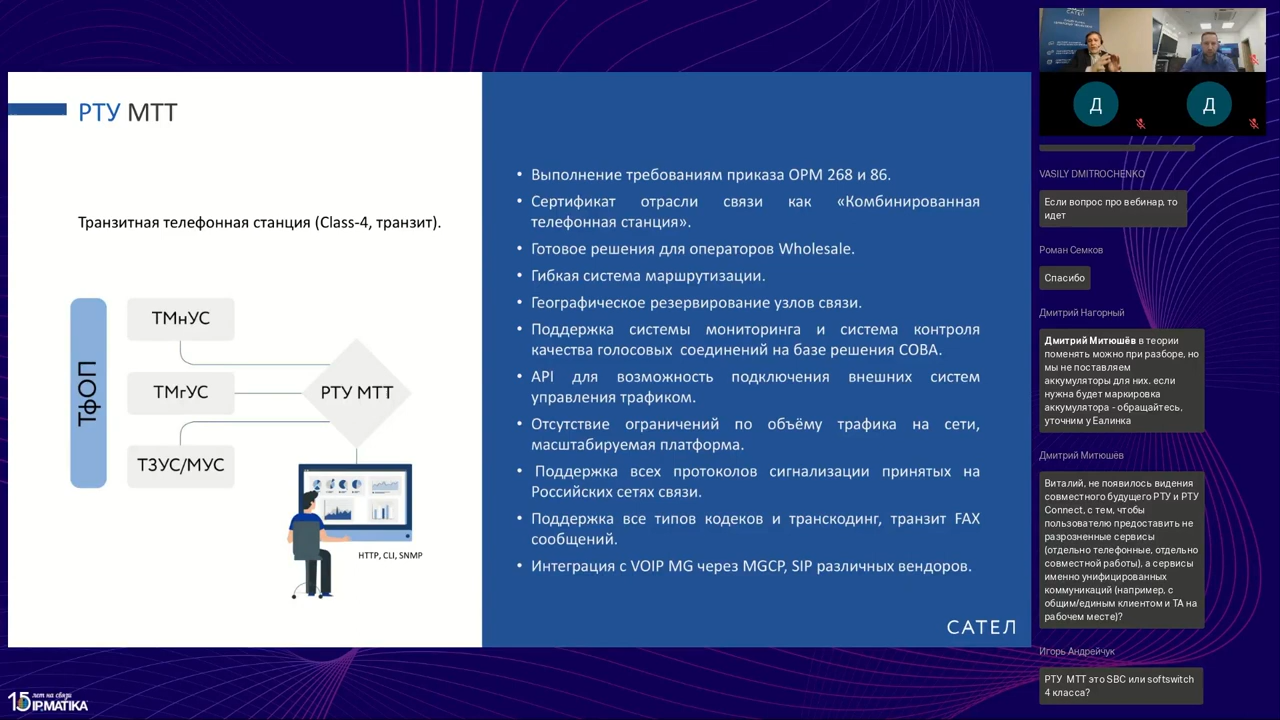 РТУ МТТ
Транзитная телефонная станция (Class-4, транзит).
ТфОП
ТМнУС
ТМгУС
ТЗУС/МУС
РТУ МТТ
HTTP, CLI, SNMP
• Выполнение требованиям приказа ОРМ 268 и 86.
• Сертификат отрасли связи как «Комбинированная
телефонная станция».
• Готовое решения для операторов Wholesale.
• Гибкая система маршрутизации.
• Географическое резервирование узлов связи.
• Поддержка системы мониторинга и система контроля
качества голосовых соединений на базе решения СОВА.
• API для возможность подключения внешних систем
управления трафиком.
• Отсутствие ограничений по объёму трафика на сети,
масштабируемая платформа.
• Поддержка всех протоколов сигнализации принятых на
Российских сетях связи.
• Поддержка все типов кодеков и транскодинг, транзит FAX
сообщений.
• Интеграция с VOIP MG через MGCP, SIP различных вендоров.
САТЕЛ
15 лет на связи
IPMATIKA
САТЕЛ
Д
Д
VASILY DMITROCHENKO
Если вопрос про вебинар, то
идет
Роман Семков
Спасибо
Дмитрий Нагорный
Дмитрий Митюшёв в теории
поменять можно при разборе, но
мы не поставляем
аккумуляторы для них. если
нужна будет маркировка
аккумулятора - обращайтесь,
уточним у Еалинка
Дмитрий Митюшёв
Виталий, не появилось видения
совместного будущего РТУ и РТУ
Connect, с тем, чтобы
пользователю предоставить не
разрозненные сервисы
(отдельно телефонные, отдельно
совместной работы), а сервисы
именно унифицированных
коммуникаций (например, с
общим/единым клиентом и ТА на
рабочем месте)?
Игорь Андрейчук
РТУ МТТ это SBC или softswitch
4 класса?